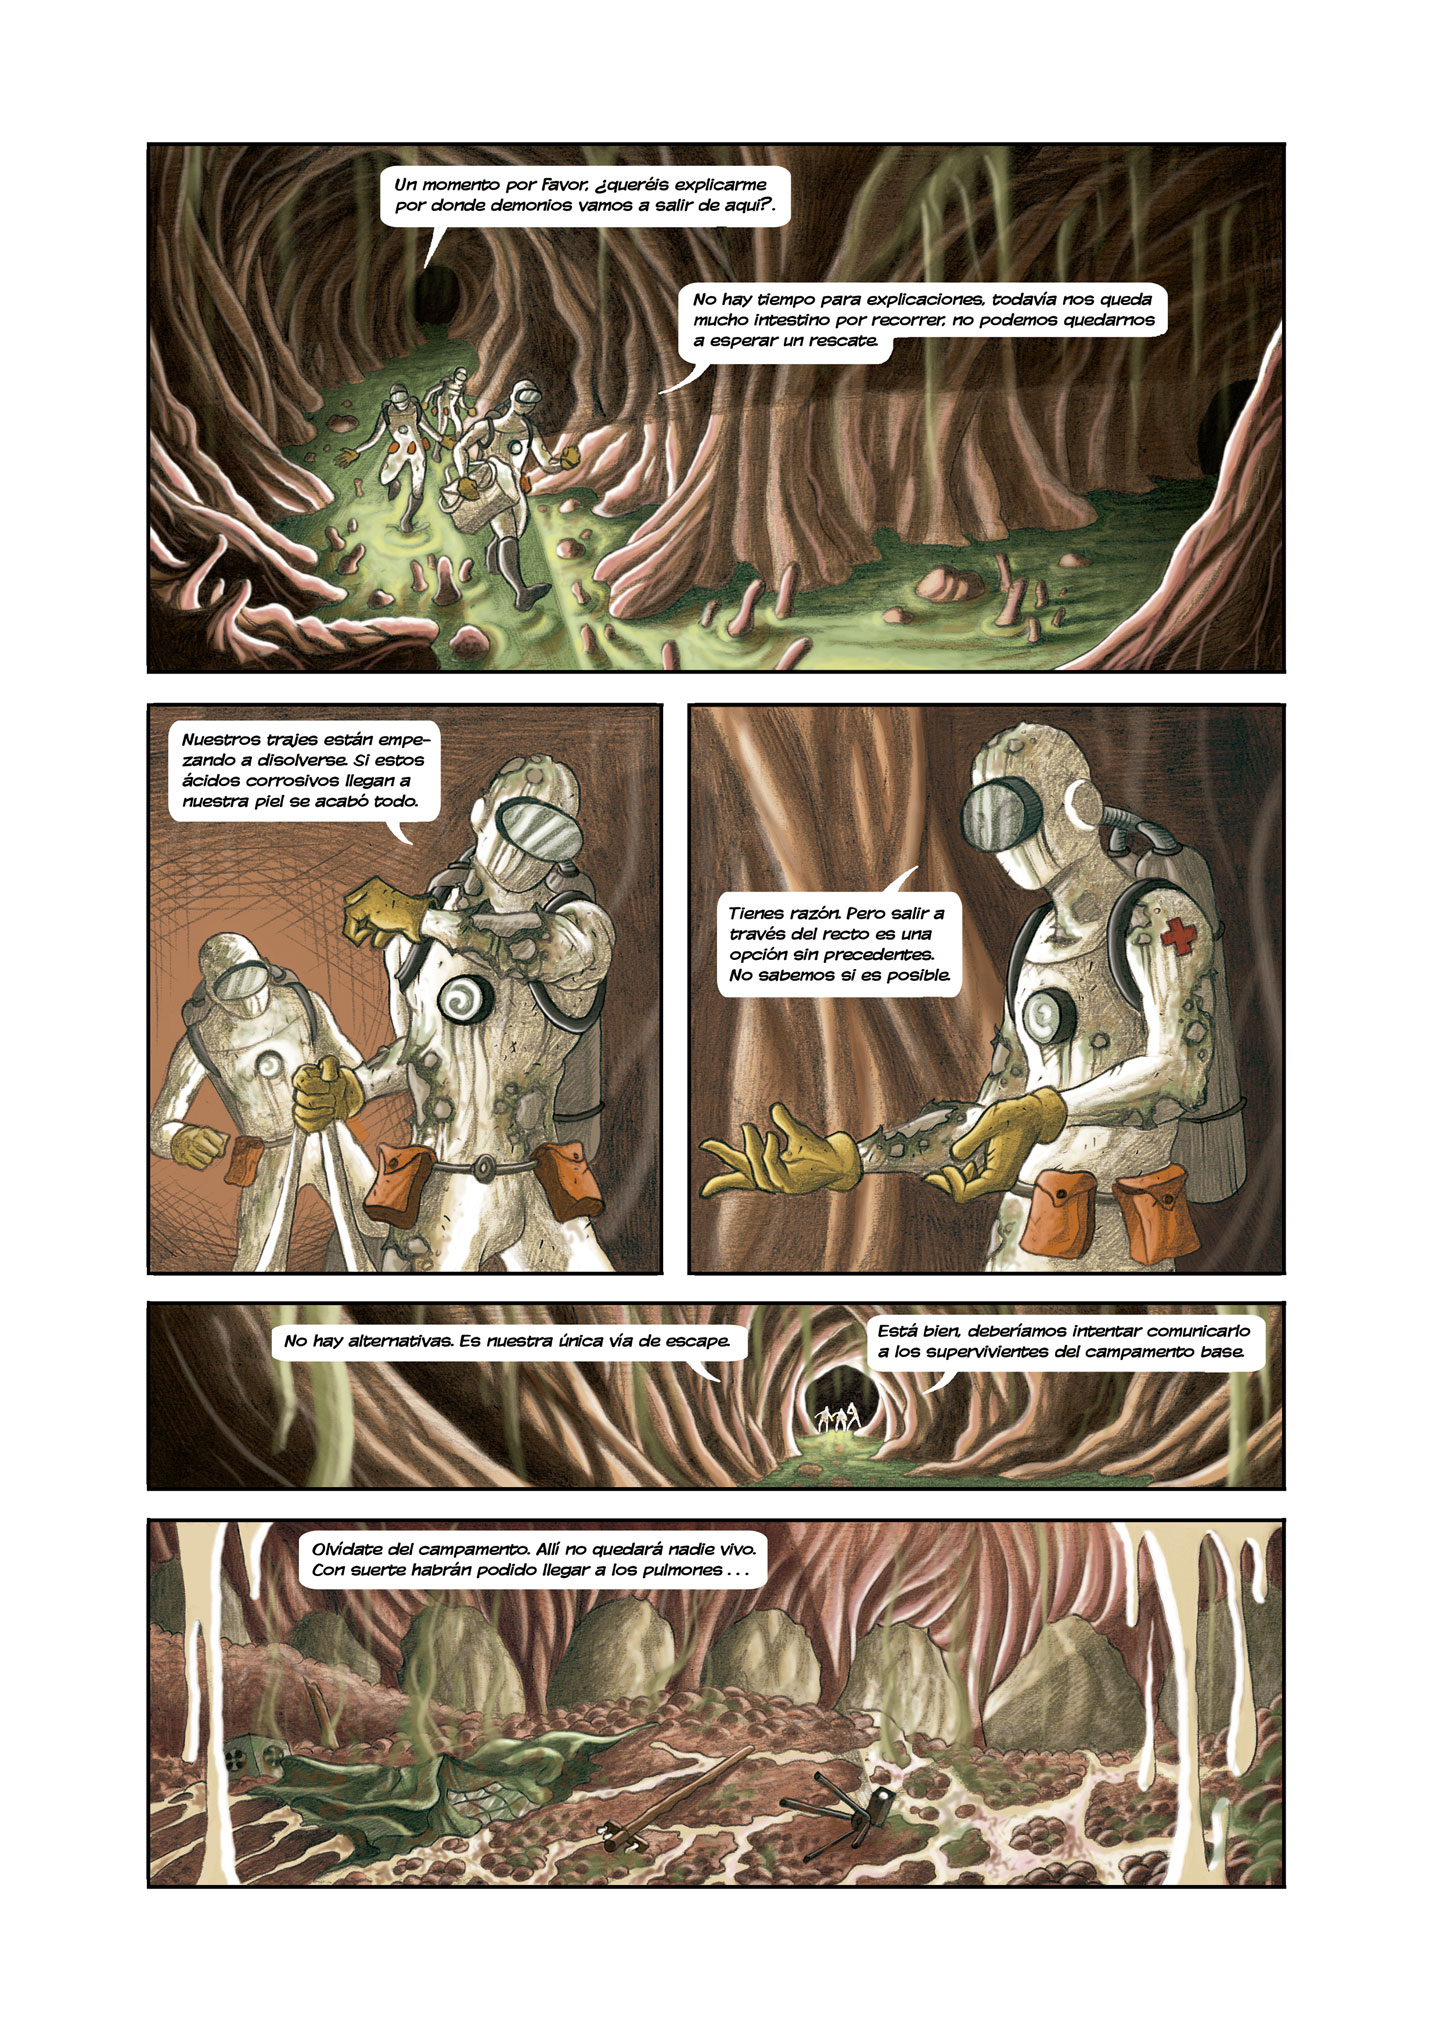 Un momento por Favor, ¿queréis explicarme
por donde demonios vamos a salir de aquí?.
No hay tiempo para explicaciones, todavía nos queda
mucho intestino por recorrer, no podemos quedarnos
a esperar un rescate.
Nuestros trajes están empe-
zando a disolverse. Si estos
ácidos corrosivos llegan a
nuestra piel se acabó todo.
Tienes razón. Pero salir a
través del recto es una
opción sin precedentes.
No sabemos si es posible.
No hay alternativas. Es nuestra única vía de escape.
Está bien, deberíamos intentar comunicarlo
a los supervivientes del campamento base.
Olvídate del campamento. Allí no quedará nadie vivo.
Con suerte habrán podido llegar a los pulmones . . .